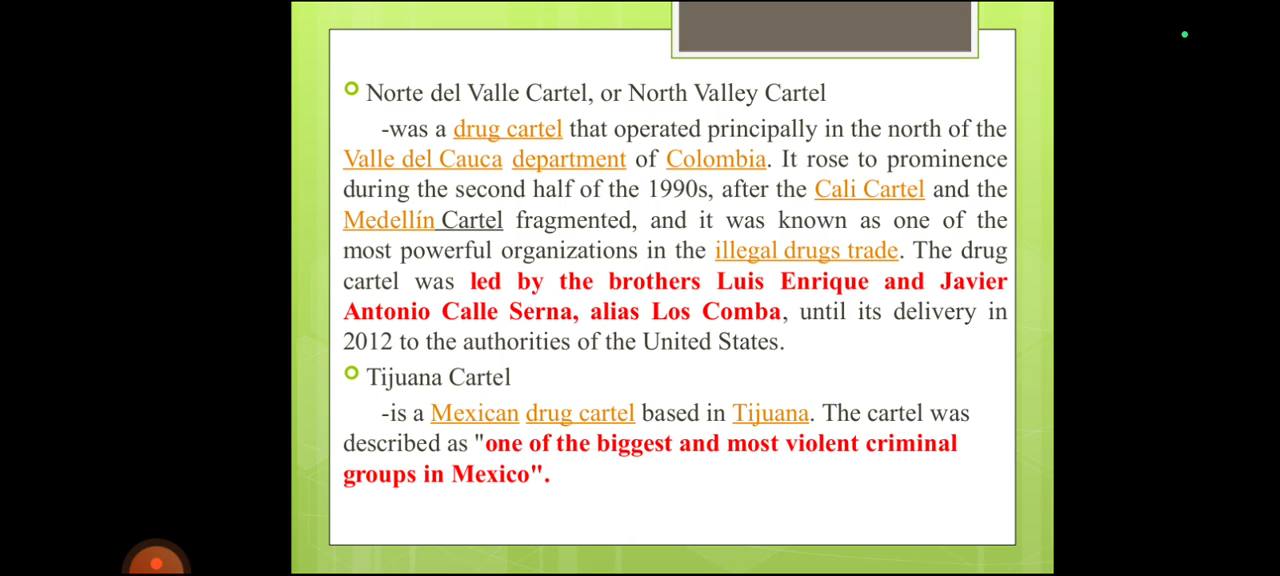 Norte del Valle Cartel, or North Valley Cartel
-was a drug cartel that operated principally in the north of the
Valle del Cauca department of Colombia. It rose to prominence
during the second half of the 1990s, after the Cali Cartel and the
Medellín Cartel fragmented, and it was known as one of the
most powerful organizations in the illegal drugs trade. The drug
cartel was led by the brothers Luis Enrique and Javier
Antonio Calle Serna, alias Los Comba, until its delivery in
2012 to the authorities of the United States.
Tijuana Cartel
-is a Mexican drug cartel based in Tijuana. The cartel was
described as "one of the biggest and most violent criminal
groups in Mexico".